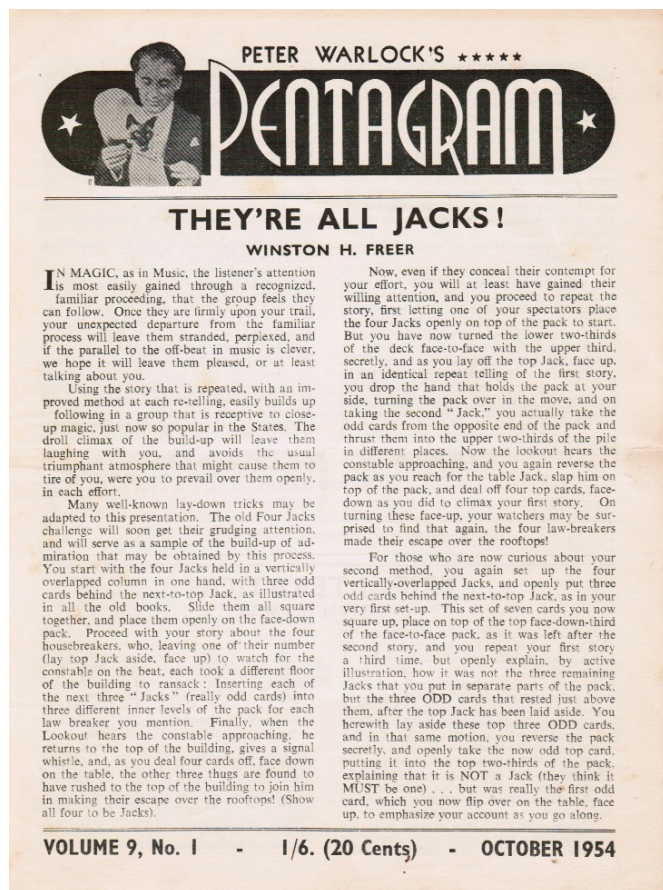 PETER WARLOCK'S
PENTAGRAM
THEY'RE ALL JACKS!
WINSTON H. FREER
IN MAGIC, as in Music, the listener's attention
is most easily gained through a recognized,
familiar proceeding, that the group feels they
can follow. Once they are firmly upon your trail,
your unexpected departure from the familiar
process will leave them stranded, perplexed, and
if the parallel to the off-beat in music is clever,
we hope it will leave them pleased, or at least
talking about you.
Using the story that is repeated, with an im-
proved method at each re-telling, easily builds up
following in a group that is receptive to close-
up magic, just now so popular in the States. The
droll climax of the build-up will leave them
laughing with you, and avoids the usual
triumphant atmosphere that might cause them to
tire of you, were you to prevail over them openly,
in each effort.
Many well-known lay-down tricks may be
adapted to this presentation. The old Four Jacks
challenge will soon get their grudging attention,
and will serve as a sample of the build-up of ad-
miration that may be obtained by this process.
You start with the four Jacks held in a vertically
overlapped column in one hand, with three odd
cards behind the next-to-top Jack, as illustrated
in all the old books. Slide them all square
together, and place them openly on the face-down
pack. Proceed with your story about the four
housebreakers, who, leaving one of their number
(lay top Jack aside, face up) to watch for the
constable on the beat, each took a different floor
of the building to ransack: Inserting each of
the next three "Jacks" (really odd cards) into
three different inner levels of the pack for each
law breaker you mention. Finally, when the
Lookout hears the constable approaching, he
returns to the top of the building, gives a signal
whistle, and, as you deal four cards off, face down
on the table, the other three thugs are found to
have rushed to the top of the building to join him
in making their escape over the rooftops! (Show
all four to be Jacks).
Now, even if they conceal their contempt for
your effort, you will at least have gained their
willing attention, and you proceed to repeat the
story, first letting one of your spectators place
the four Jacks openly on top of the pack to start.
But you have now turned the lower two-thirds
of the deck face-to-face with the upper third,
secretly, and as you lay off the top Jack, face up,
in an identical repeat telling of the first story,
you drop the hand that holds the pack at your
side, turning the pack over in the move, and on
taking the second "Jack," you actually take the
odd cards from the opposite end of the pack and
thrust them into the upper two-thirds of the pile
in different places. Now the lookout hears the
constable approaching, and you again reverse the
pack as you reach for the table Jack, slap him on
top of the pack, and deal off four top cards, face-
down as you did to climax your first story. On
turning these face-up, your watchers may be sur-
prised to find that again, the four law-breakers
made their escape over the rooftops!
For those who are now curious about your
second method, you again set up the four
vertically-overlapped Jacks, and openly put three
odd cards behind the next-to-top Jack, as in your
very first set-up. This set of seven cards you now
square up, place on top of the top face-down-third
of the face-to-face pack, as it was left after the
second story, and you repeat your first story
a third time, but openly explain, by active
illustration, how it was not the three remaining
Jacks that you put in separate parts of the pack,
but the three ODD cards that rested just above
them, after the top Jack has been laid aside. You
herewith lay aside these top three ODD cards,
and in that same motion, you reverse the pack
secretly, and openly take the now odd top card,
putting it into the top two-thirds of the pack,
explaining that it is NOT a Jack (they think it
MUST be one) . . . but was really the first odd
card, which you now flip over on the table, face
up, to emphasize your account as you go along.
VOLUME 9, No. 1 - 1/6. (20 Cents) - OCTOBER 1954